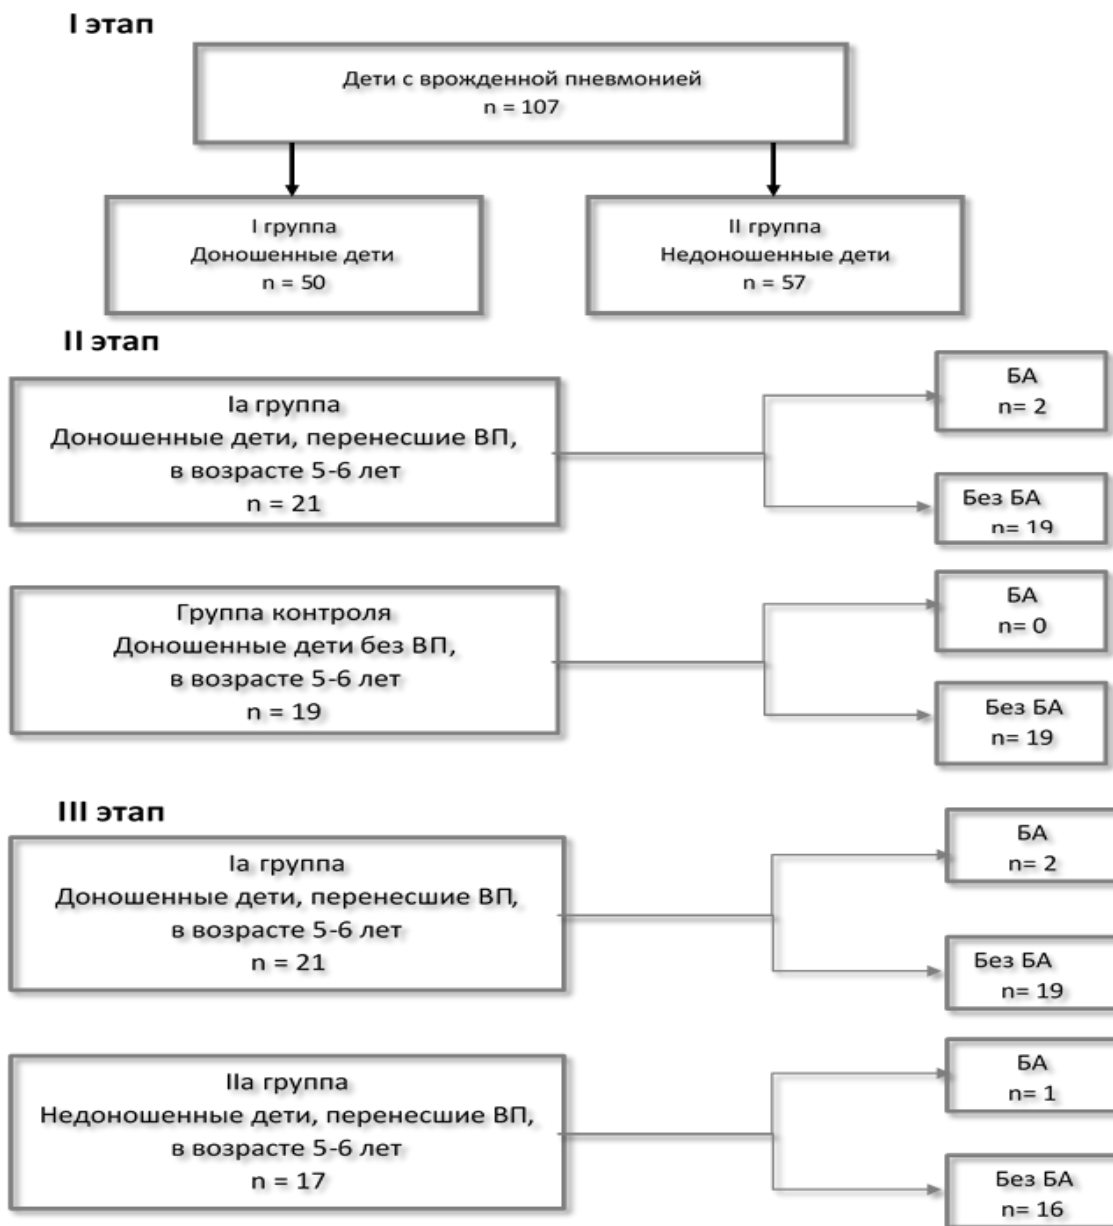 I этап
Дети с врожденной пневмонией
n = 107
I группа
Доношенные дети
n = 50
II группа
Недоношенные дети
n = 57
II этап
Iа группа
Доношенные дети, перенесшие ВП,
в возрасте 5-6 лет
n = 21
БА
n= 2
Без БА
n= 19
Группа контроля
Доношенные дети без ВП,
в возрасте 5-6 лет
n = 19
БА
n= 0
Без БА
n= 19
III этап
Iа группа
Доношенные дети, перенесшие ВП,
в возрасте 5-6 лет
n = 21
БА
n= 2
Без БА
n= 19
IIа группа
Недоношенные дети, перенесшие ВП,
в возрасте 5-6 лет
n = 17
БА
n= 1
Без БА
n= 16